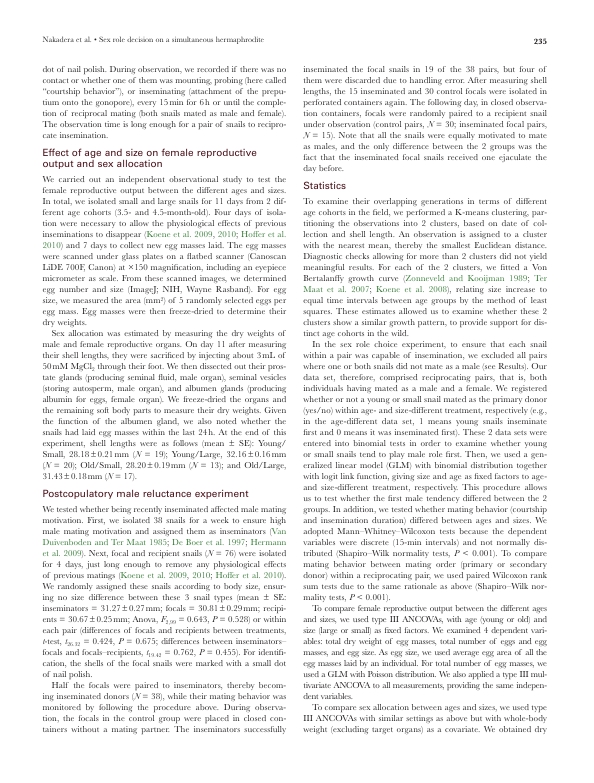 Nakadera et al. • Sex role decision on a simultaneous hermaphrodite
235
dot of nail polish. During observation, we recorded if there was no
contact or whether one of them was mounting, probing (here called
“courtship behavior”), or inseminating (attachment of the prepu-
tium onto the gonopore), every 15 min for 6 h or until the comple-
tion of reciprocal mating (both snails mated as male and female).
The observation time is long enough for a pair of snails to recipro-
cate insemination.
Effect of age and size on female reproductive
output and sex allocation
We carried out an independent observational study to test the
female reproductive output between the different ages and sizes.
In total, we isolated small and large snails for 11 days from 2 dif-
ferent age cohorts (3.5- and 4.5-month-old). Four days of isola-
tion were necessary to allow the physiological effects of previous
inseminations to disappear (Koene et al. 2009, 2010; Hoffer et al.
2010) and 7 days to collect new egg masses laid. The egg masses
were scanned under glass plates on a flatbed scanner (Canoscan
LiDE 700F, Canon) at ×150 magnification, including an eyepiece
micrometer as scale. From these scanned images, we determined
egg number and size (ImageJ; NIH, Wayne Rasband). For egg
size, we measured the area (mm²) of 5 randomly selected eggs per
egg mass. Egg masses were then freeze-dried to determine their
dry weights.
Sex allocation was estimated by measuring the dry weights of
male and female reproductive organs. On day 11 after measuring
their shell lengths, they were sacrificed by injecting about 3 mL of
50 mM MgCl₂ through their foot. We then dissected out their pros-
tate glands (producing seminal fluid, male organ), seminal vesicles
(storing autosperm, male organ), and albumen glands (producing
albumin for eggs, female organ). We freeze-dried the organs and
the remaining soft body parts to measure their dry weights. Given
the function of the albumen gland, we also noted whether the
snails had laid egg masses within the last 24 h. At the end of this
experiment, shell lengths were as follows (mean ± SE): Young/
Small, 28.18 ± 0.21 mm (N = 19); Young/Large, 32.16 ± 0.16 mm
(N = 20); Old/Small, 28.20 ± 0.19 mm (N = 13); and Old/Large,
31.43 ± 0.18 mm (N = 17).
Postcopulatory male reluctance experiment
We tested whether being recently inseminated affected male mating
motivation. First, we isolated 38 snails for a week to ensure high
male mating motivation and assigned them as inseminators (Van
Duivenboden and Ter Maat 1985; De Boer et al. 1997; Hermann
et al. 2009). Next, focal and recipient snails (N = 76) were isolated
for 4 days, just long enough to remove any physiological effects
of previous matings (Koene et al. 2009, 2010; Hoffer et al. 2010).
We randomly assigned these snails according to body size, ensur-
ing no size difference between these 3 snail types (mean ± SE:
inseminators = 31.27 ± 0.27 mm; focals = 30.81 ± 0.29 mm; recipi-
ents = 30.67 ± 0.25 mm; Anova, F2,99 = 0.643, P = 0.528) or within
each pair (differences of focals and recipients between treatments,
t-test, t26.32 = 0.424, P = 0.675; differences between inseminators–
focals and focals–recipients, t19.42 = 0.762, P = 0.455). For identifi-
cation, the shells of the focal snails were marked with a small dot
of nail polish.
Half the focals were paired to inseminators, thereby becom-
ing inseminated donors (N = 38), while their mating behavior was
monitored by following the procedure above. During observa-
tion, the focals in the control group were placed in closed con-
tainers without a mating partner. The inseminators successfully
inseminated the focal snails in 19 of the 38 pairs, but four of
them were discarded due to handling error. After measuring shell
lengths, the 15 inseminated and 30 control focals were isolated in
perforated containers again. The following day, in closed observa-
tion containers, focals were randomly paired to a recipient snail
under observation (control pairs, N = 30; inseminated focal pairs,
N = 15). Note that all the snails were equally motivated to mate
as males, and the only difference between the 2 groups was the
fact that the inseminated focal snails received one ejaculate the
day before.
Statistics
To examine their overlapping generations in terms of different
age cohorts in the field, we performed a K-means clustering, par-
titioning the observations into 2 clusters, based on date of col-
lection and shell length. An observation is assigned to a cluster
with the nearest mean, thereby the smallest Euclidean distance.
Diagnostic checks allowing for more than 2 clusters did not yield
meaningful results. For each of the 2 clusters, we fitted a Von
Bertalanffy growth curve (Zonneveld and Kooijman 1989; Ter
Maat et al. 2007; Koene et al. 2008), relating size increase to
equal time intervals between age groups by the method of least
squares. These estimates allowed us to examine whether these 2
clusters show a similar growth pattern, to provide support for dis-
tinct age cohorts in the wild.
In the sex role choice experiment, to ensure that each snail
within a pair was capable of insemination, we excluded all pairs
where one or both snails did not mate as a male (see Results). Our
data set, therefore, comprised reciprocating pairs, that is, both
individuals having mated as a male and a female. We registered
whether or not a young or small snail mated as the primary donor
(yes/no) within age- and size-different treatment, respectively (e.g.,
in the age-different data set, 1 means young snails inseminate
first and 0 means it was inseminated first). These 2 data sets were
entered into binomial tests in order to examine whether young
or small snails tend to play male role first. Then, we used a gen-
eralized linear model (GLM) with binomial distribution together
with logit link function, giving size and age as fixed factors to age-
and size-different treatment, respectively. This procedure allows
us to test whether the first male tendency differed between the 2
groups. In addition, we tested whether mating behavior (courtship
and insemination duration) differed between ages and sizes. We
adopted Mann–Whitney–Wilcoxon tests because the dependent
variables were discrete (15-min intervals) and not normally dis-
tributed (Shapiro–Wilk normality tests, P < 0.001). To compare
mating behavior between mating order (primary or secondary
donor) within a reciprocating pair, we used paired Wilcoxon rank
sum tests due to the same rationale as above (Shapiro–Wilk nor-
mality tests, P < 0.001).
To compare female reproductive output between the different ages
and sizes, we used type III ANCOVAs, with age (young or old) and
size (large or small) as fixed factors. We examined 4 dependent vari-
ables: total dry weight of egg masses, total number of eggs and egg
masses, and egg size. As egg size, we used average egg area of all the
egg masses laid by an individual. For total number of egg masses, we
used a GLM with Poisson distribution. We also applied a type III mul-
tivariate ANCOVA to all measurements, providing the same indepen-
dent variables.
To compare sex allocation between ages and sizes, we used type
III ANCOVAs with similar settings as above but with whole-body
weight (excluding target organs) as a covariate. We obtained dry